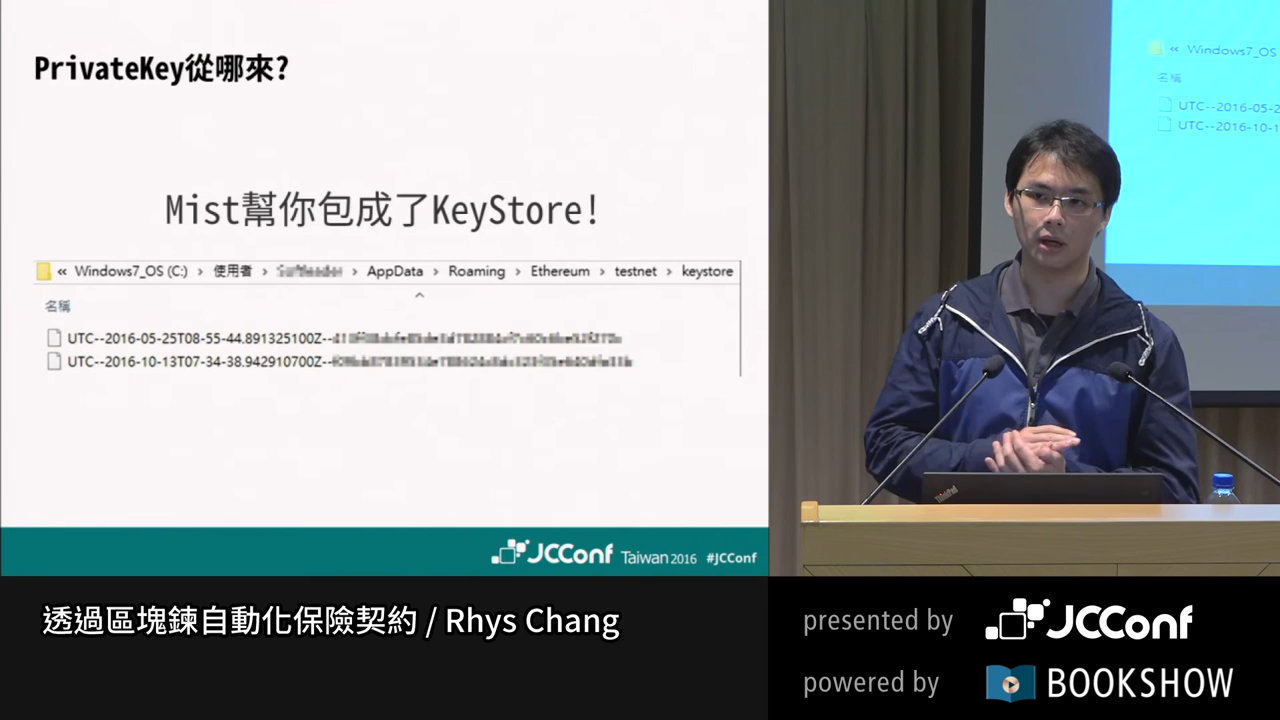 PrivateKey從哪來?
Mist幫你包成了KeyStore!
« Windows7_OS (C:) › 使用者 › › AppData › Roaming › Ethereum › testnet › keystore
名稱
UTC--2016-05-25T08-55-44.891325100Z--
UTC--2016-10-13T07-34-38.942910700Z--
JCConf Taiwan 2016 #JCConf
« Windows7_OS
名稱
UTC--2016-05-2
UTC--2016-10-1
ThinkPad
透過區塊鍊自動化保險契約 / Rhys Chang
presented by JCConf
powered by BOOKSHOW